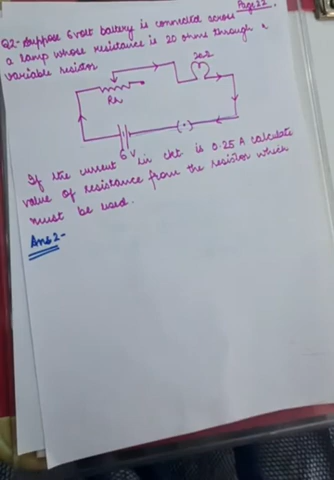 Page 22.
Q2- Suppose 6 volt battery is connected across
a lamp whose resistance is 20 ohms through a
variable resistor
20Ω
6 V
If the current in ckt is 0.25 A calculate
value of resistance from the resistor which
must be used.
Ans 2-